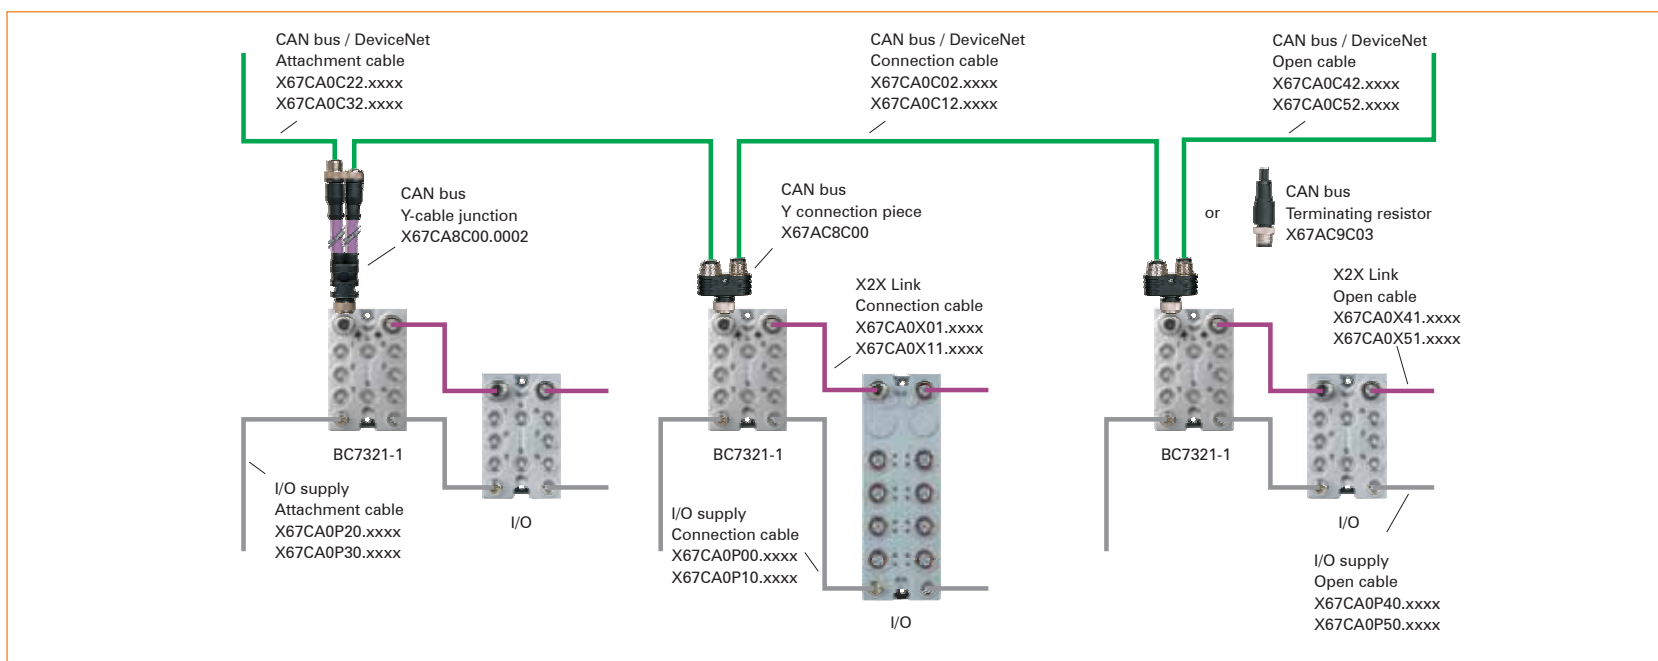 CAN bus / DeviceNet
Attachment cable
X67CA0C22.xxxx
X67CA0C32.xxxx
CAN bus / DeviceNet
Connection cable
X67CA0C02.xxxx
X67CA0C12.xxxx
CAN bus / DeviceNet
Open cable
X67CA0C42.xxxx
X67CA0C52.xxxx
CAN bus
Y-cable junction
X67CA8C00.0002
CAN bus
Y connection piece
X67AC8C00
or
CAN bus
Terminating resistor
X67AC9C03
X2X Link
Connection cable
X67CA0X01.xxxx
X67CA0X11.xxxx
X2X Link
Open cable
X67CA0X41.xxxx
X67CA0X51.xxxx
BC7321-1
BC7321-1
BC7321-1
I/O supply
Attachment cable
X67CA0P20.xxxx
X67CA0P30.xxxx
I/O
I/O supply
Connection cable
X67CA0P00.xxxx
X67CA0P10.xxxx
I/O
I/O
I/O supply
Open cable
X67CA0P40.xxxx
X67CA0P50.xxxx